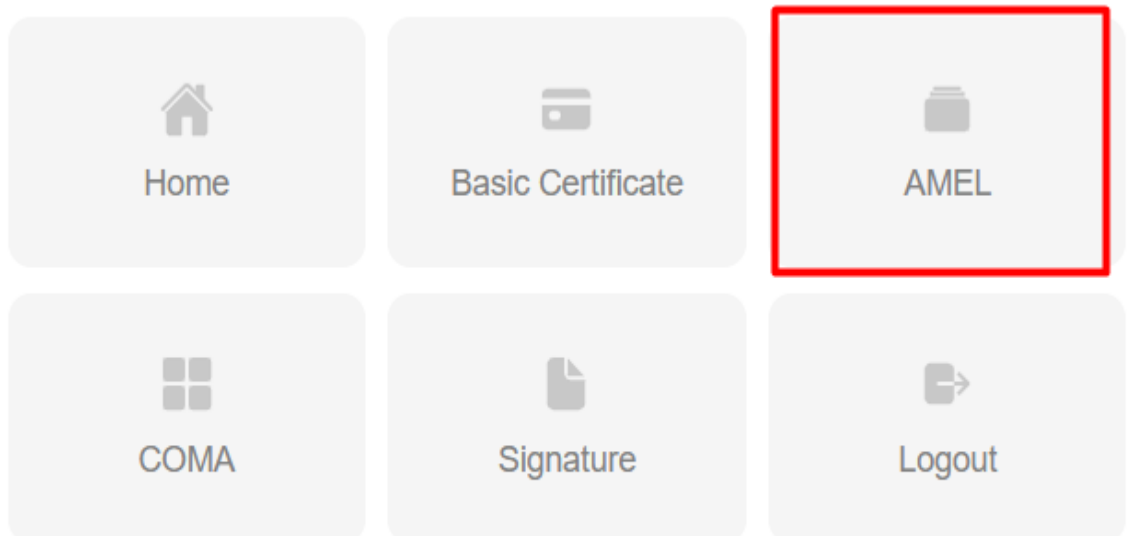 Home
Basic Certificate
AMEL
COMA
Signature
Logout